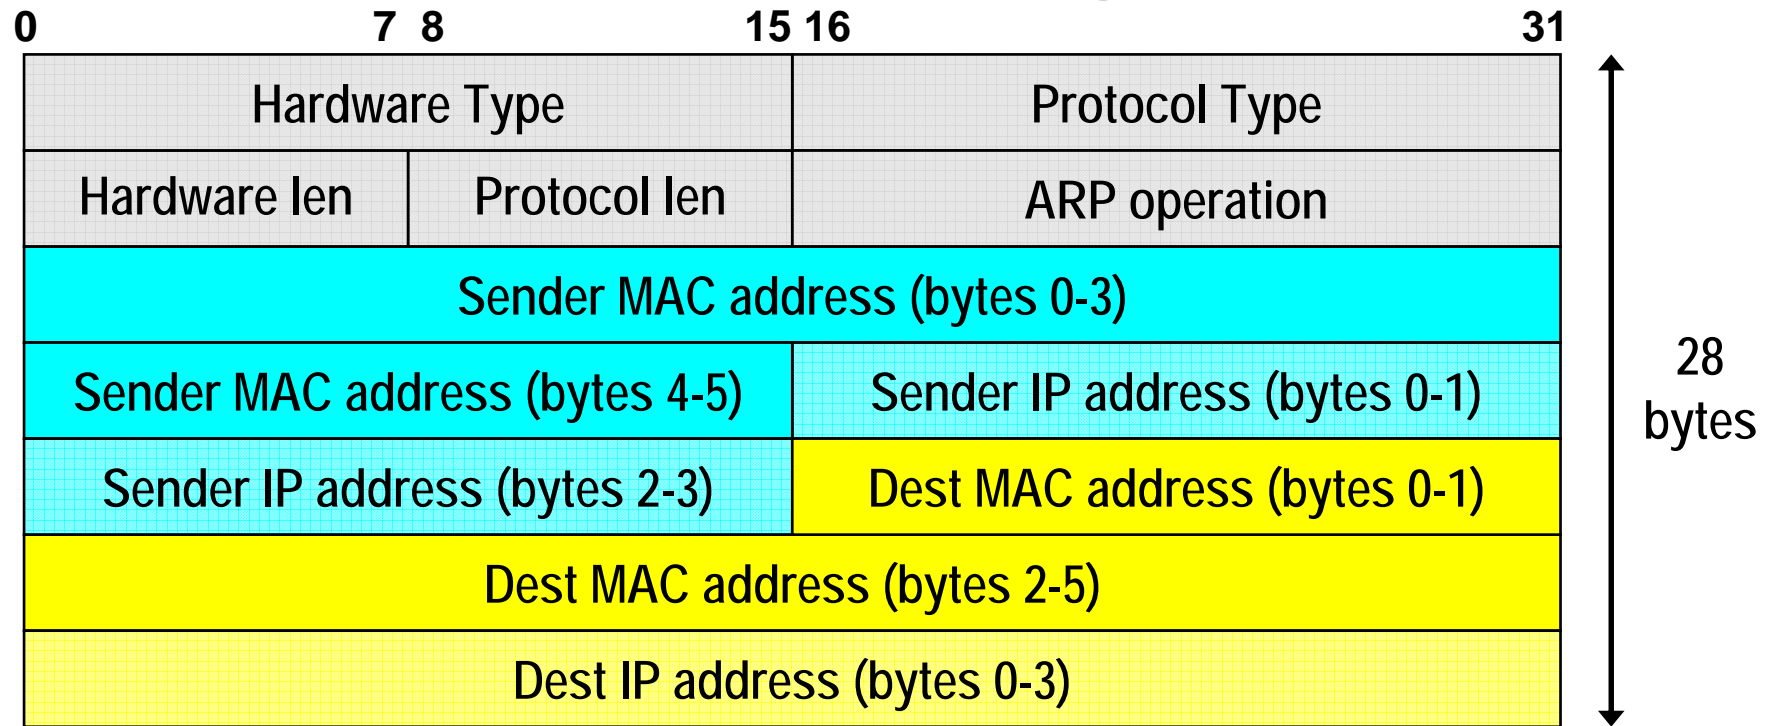 0 7 8 15 16 31
Hardware Type Protocol Type
Hardware len Protocol len ARP operation
Sender MAC address (bytes 0-3)
Sender MAC address (bytes 4-5) Sender IP address (bytes 0-1)
Sender IP address (bytes 2-3) Dest MAC address (bytes 0-1)
Dest MAC address (bytes 2-5)
Dest IP address (bytes 0-3)
28
bytes